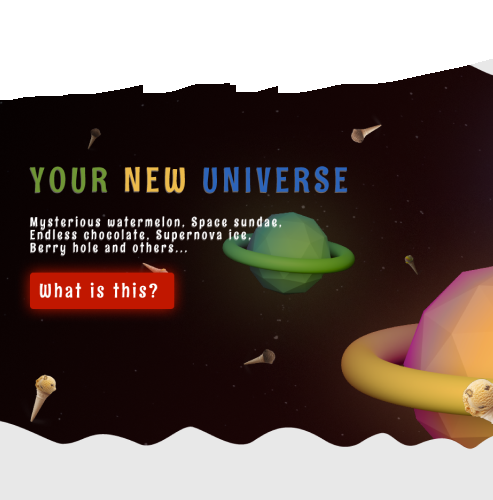 YOUR NEW UNIVERSE
Mysterious watermelon, Space sundae,
Endless chocolate, Supernova ice,
Berry hole and others...
What is this?